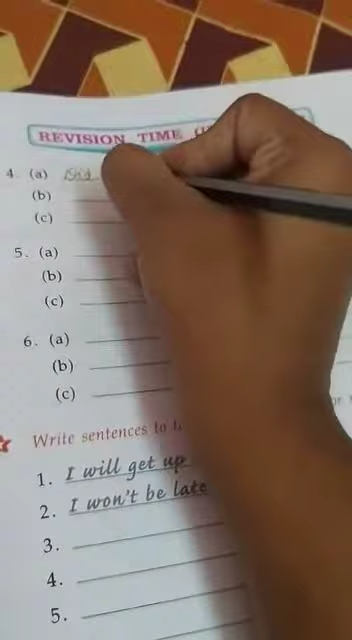 REVISION TIME
4. (a)
(b)
(c)
5. (a)
(b)
(c)
6. (a)
(b)
(c)
Write sentences to
1. I will get up
2. I won't be late
3.
4.
5.